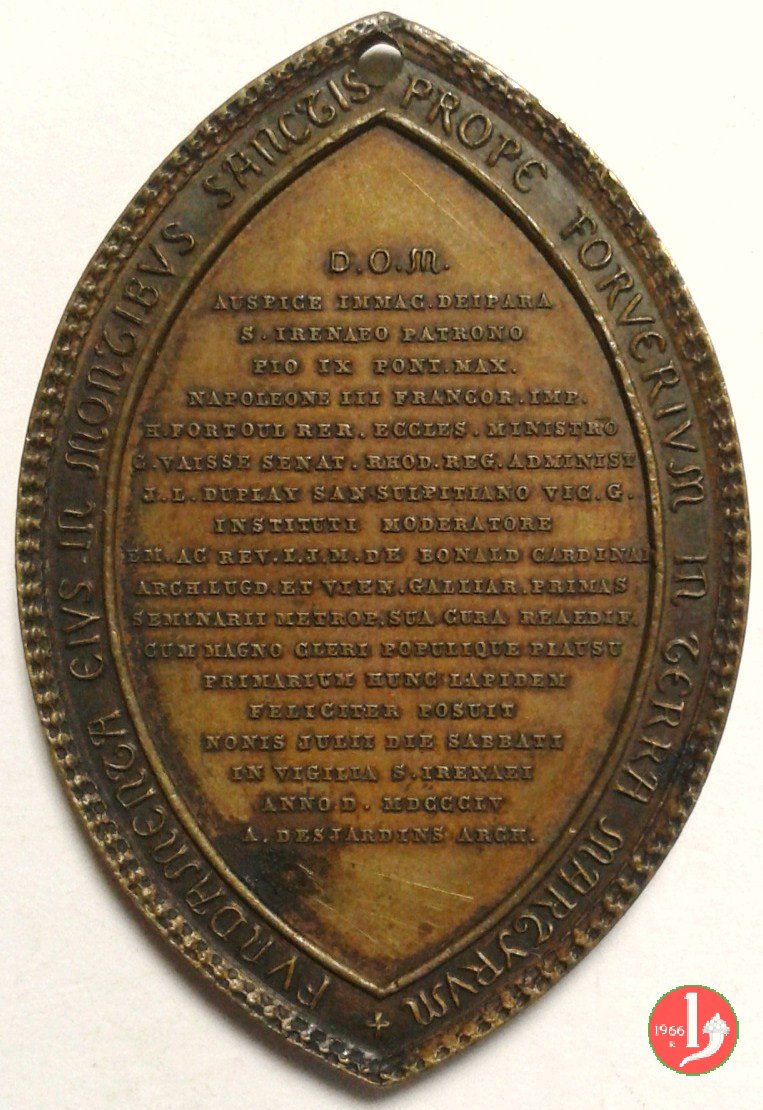 + FVNDAMENTA EIVS IN MONTIBVS SANCTIS PROPE FORVERIVM IN TERRA MARTYRVM
D.O.M.
AUSPICE IMMAC. DEIPARA
S. IRENAEO PATRONO
PIO IX PONT. MAX.
NAPOLEONE III FRANCOR. IMP.
H. FORTOUL RER. ECCLES. MINISTRO
C. VAISSE SENAT. RHOD. REG. ADMINIST
J. L. DUPLAY SAN SULPITIANO VIC. G.
INSTITUTI MODERATORE
EM. AC REV. L. J. M. DE BONALD CARDINAL
ARCH. LUGD. ET VIEN. GALLIAR. PRIMAS
SEMINARII METROP. SUA CURA REAEDIF.
CUM MAGNO CLERI POPULIQUE PLAUSU
PRIMARIUM HUNC LAPIDEM
FELICITER POSUIT
NONIS JULII DIE SABBATI
IN VIGILIA S. IRENAEI
ANNO D. MDCCCLV
A. DESJARDINS ARCH.
1966
R